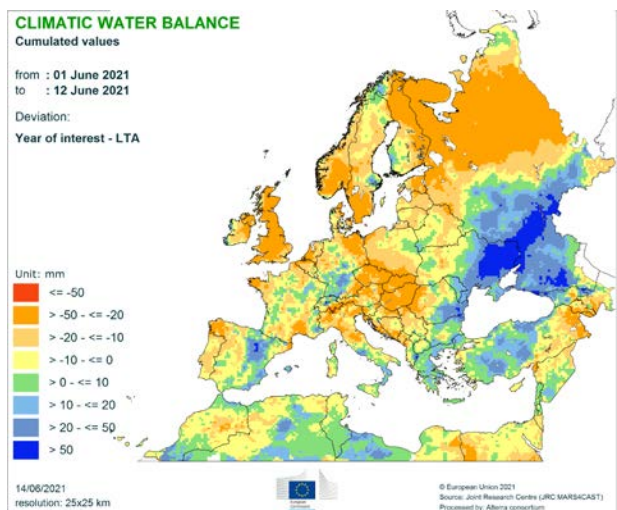 CLIMATIC WATER BALANCE
Cumulated values
from : 01 June 2021
to : 12 June 2021
Deviation:
Year of interest - LTA
Unit: mm
<= -50
> -50 - <= -20
> -20 - <= -10
> -10 - <= 0
> 0 - <= 10
> 10 - <= 20
> 20 - <= 50
> 50
14/06/2021
resolution: 25x25 km
European
Commission
© European Union 2021
Source: Joint Research Centre (JRC MARS4CAST)
Processed by: Alterra consortium